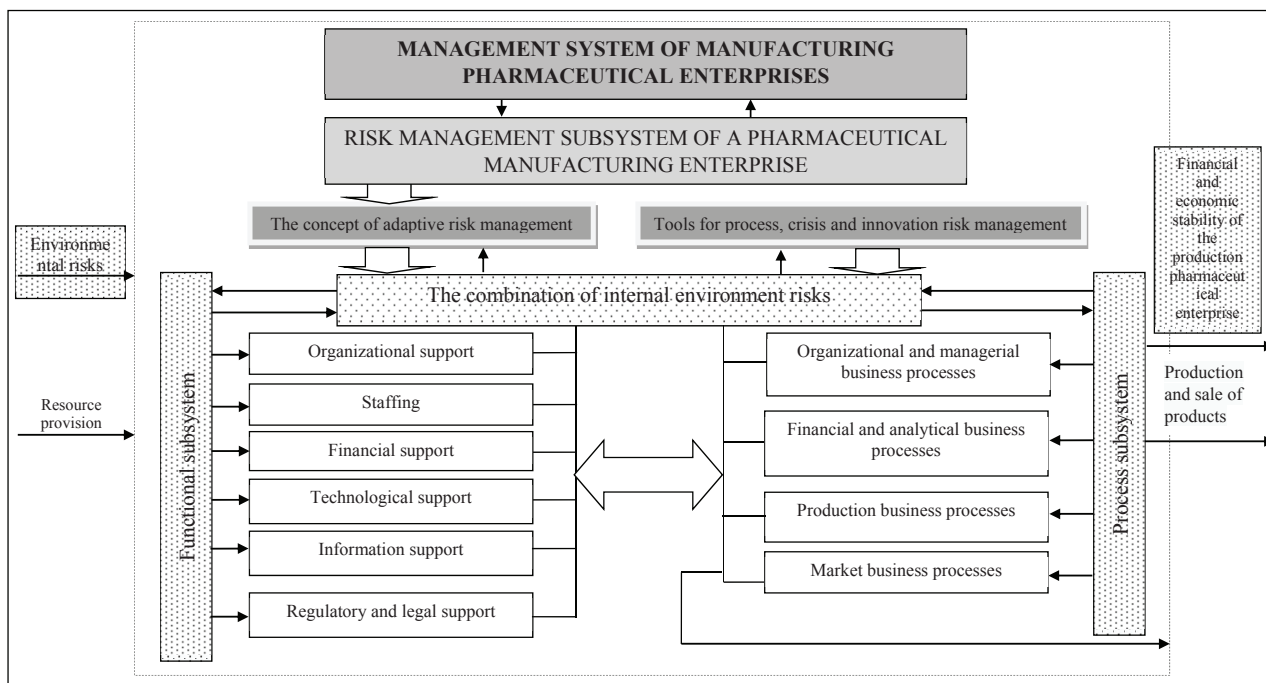 MANAGEMENT SYSTEM OF MANUFACTURING
PHARMACEUTICAL ENTERPRISES
RISK MANAGEMENT SUBSYSTEM OF A PHARMACEUTICAL
MANUFACTURING ENTERPRISE
The concept of adaptive risk management
Tools for process, crisis and innovation risk management
Environme
ntal risks
Resource
provision
Functional subsystem
The combination of internal environment risks
Organizational support
Staffing
Financial support
Technological support
Information support
Regulatory and legal support
Organizational and managerial
business processes
Financial and analytical business
processes
Production business processes
Market business processes
Process subsystem
Financial
and
economic
stability of
the
production
pharmaceut
ical
enterprise
Production
and sale of
products